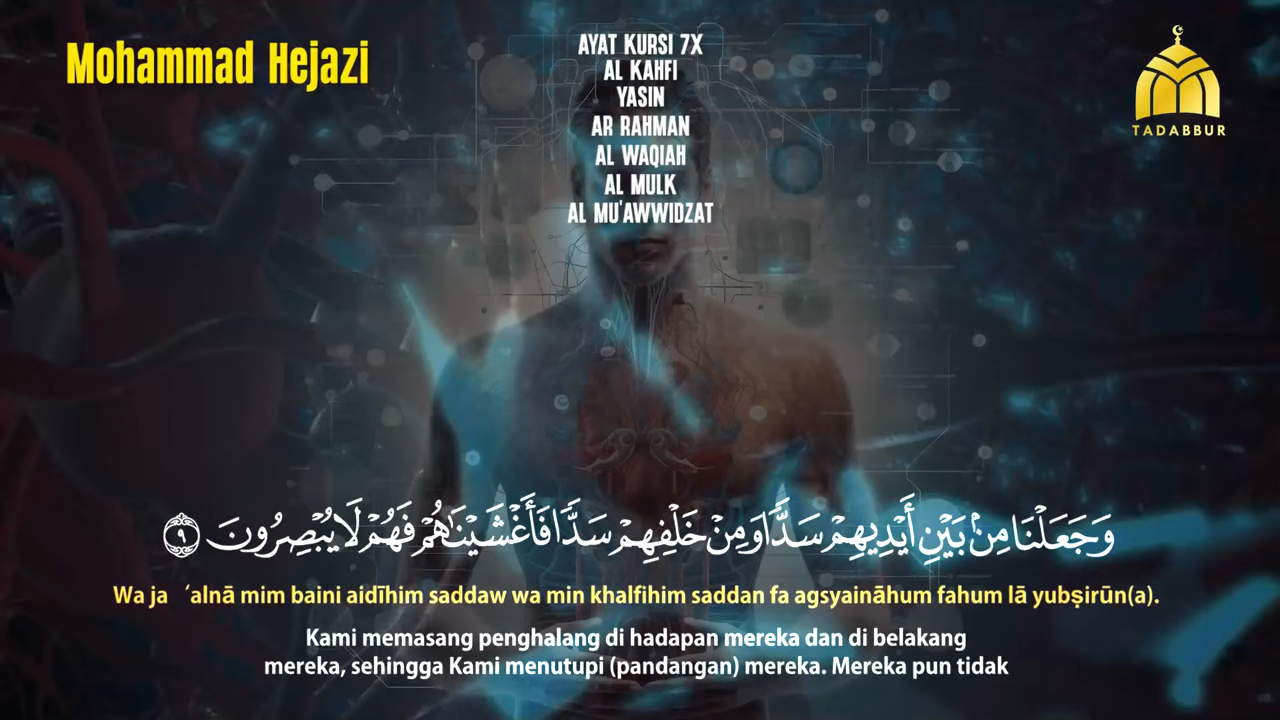 Mohammad Hejazi
AYAT KURSI 7X
AL KAHFI
YASIN
AR RAHMAN
AL WAQIAH
AL MULK
AL MU'AWWIDZAT
TADABBUR
وَجَعَلْنَا مِنْۢ بَيْنِ أَيْدِيهِمْ سَدًّا وَمِنْ خَلْفِهِمْ سَدًّا فَأَغْشَيْنَٰهُمْ فَهُمْ لَا يُبْصِرُونَ ٩
Wa ja ‘alnā mim baini aidīhim saddaw wa min khalfihim saddan fa agsyaināhum fahum lā yubṣirūn(a).
Kami memasang penghalang di hadapan mereka dan di belakang
mereka, sehingga Kami menutupi (pandangan) mereka. Mereka pun tidak